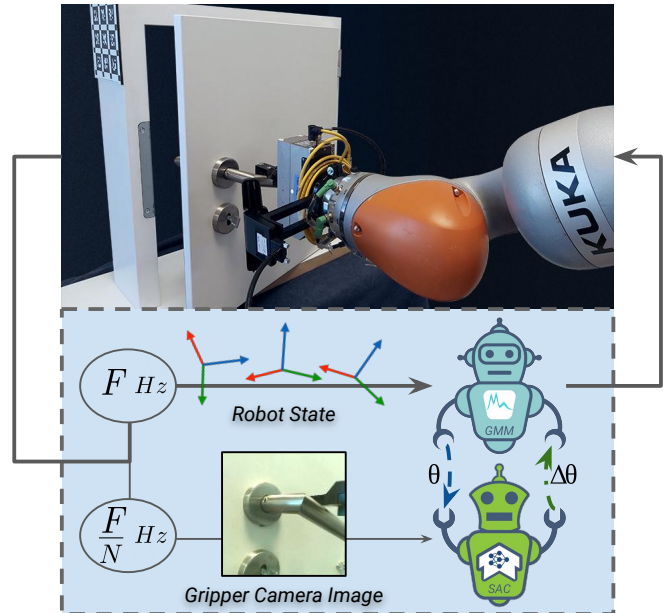 KUKA
F Hz
Robot State
GMM
θ
Δθ
F
N
Hz
SAC
Gripper Camera Image